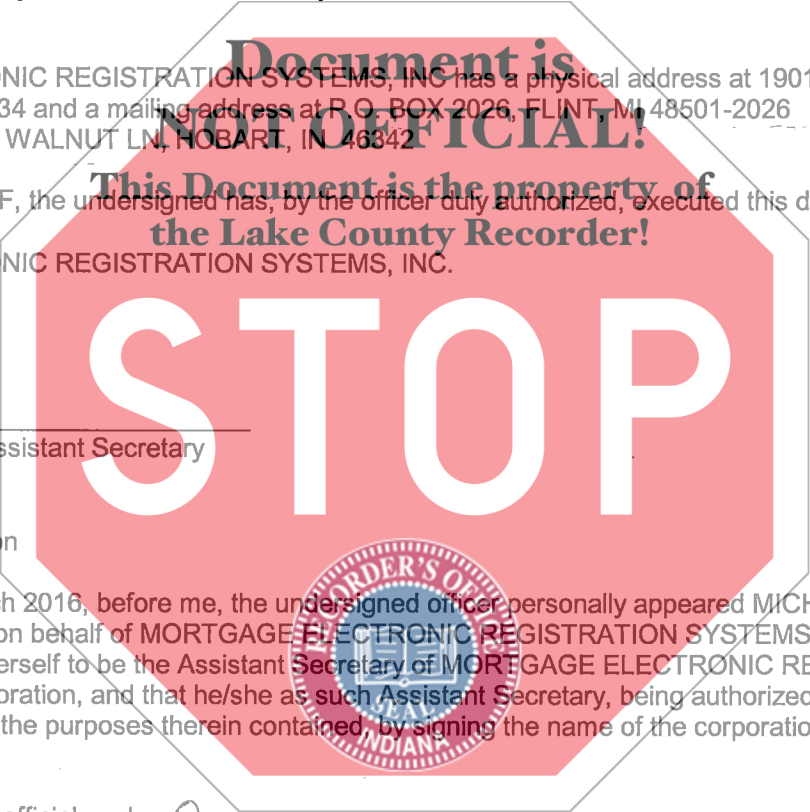 Document is
NIC REGISTRATION SYSTEMS, INC has a physical address at 1901
34 and a mailing address at P.O. BOX 2026, FLINT, MI 48501-2026
NOT OFFICIAL!
WALNUT LN, HOBART, IN 46342
This Document is the property of
F, the undersigned has, by the officer duly authorized, executed this d
the Lake County Recorder!
NIC REGISTRATION SYSTEMS, INC.
STOP
ssistant Secretary
on
h 2016, before me, the undersigned officer personally appeared MICH
on behalf of MORTGAGE ELECTRONIC REGISTRATION SYSTEMS
erself to be the Assistant Secretary of MORTGAGE ELECTRONIC RE
oration, and that he/she as such Assistant Secretary, being authorized
the purposes therein contained, by signing the name of the corporatio
RECORDER'S OFFICE
SEAL
INDIANA